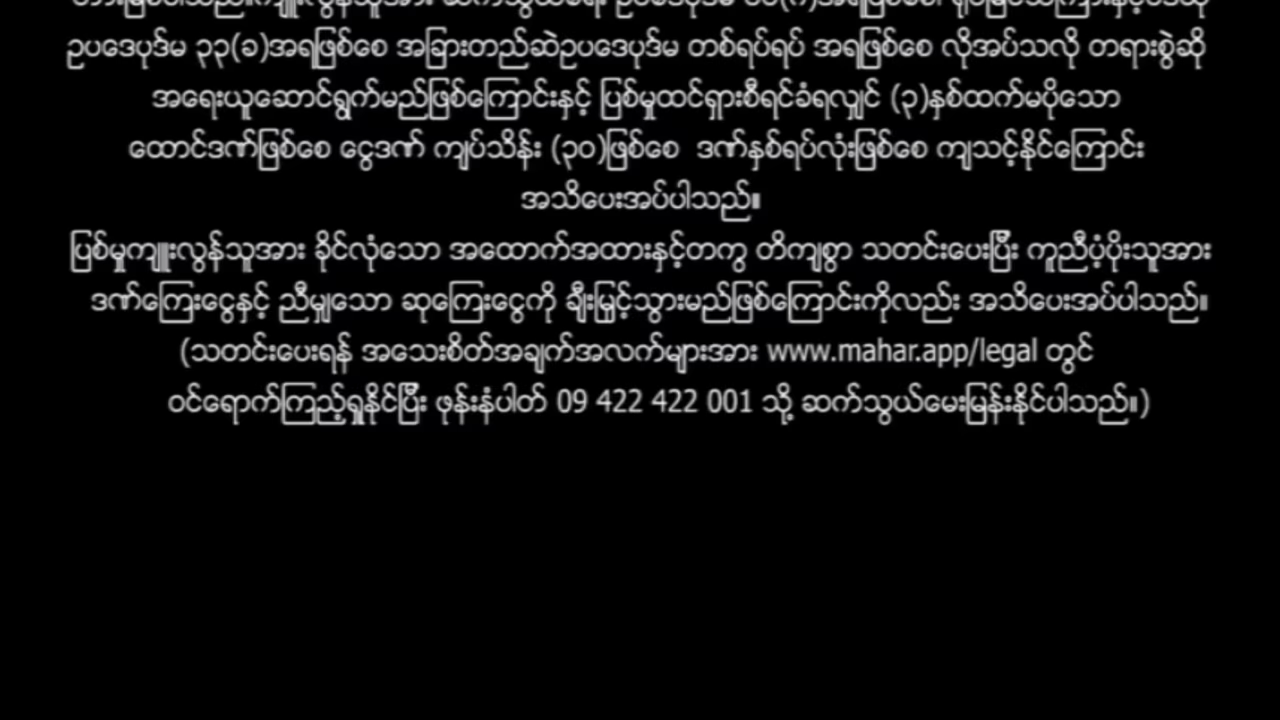 ဥပဒေပုဒ်မ ၃၃(ခ)အရဖြစ်စေ အခြားတည်ဆဲဥပဒေပုဒ်မ တစ်ရပ်ရပ် အရဖြစ်စေ လိုအပ်သလို တရားစွဲဆို
အရေးယူဆောင်ရွက်မည်ဖြစ်ကြောင်းနှင့် ပြစ်မှုထင်ရှားစီရင်ခံရလျှင် (၃)နှစ်ထက်မပိုသော
ထောင်ဒဏ်ဖြစ်စေ ငွေဒဏ် ကျပ်သိန်း (၃၀)ဖြစ်စေ ဒဏ်နှစ်ရပ်လုံးဖြစ်စေ ကျသင့်နိုင်ကြောင်း
အသိပေးအပ်ပါသည်။
ပြစ်မှုကျူးလွန်သူအား ခိုင်လုံသော အထောက်အထားနှင့်တကွ တိကျစွာ သတင်းပေးပြီး ကူညီပံ့ပိုးသူအား
ဒဏ်ကြေးငွေနှင့် ညီမျှသော ဆုကြေးငွေကို ချီးမြှင့်သွားမည်ဖြစ်ကြောင်းကိုလည်း အသိပေးအပ်ပါသည်။
(သတင်းပေးရန် အသေးစိတ်အချက်အလက်များအား www.mahar.app/legal တွင်
ဝင်ရောက်ကြည့်ရှုနိုင်ပြီး ဖုန်းနံပါတ် 09 422 422 001 သို့ ဆက်သွယ်မေးမြန်းနိုင်ပါသည်။)